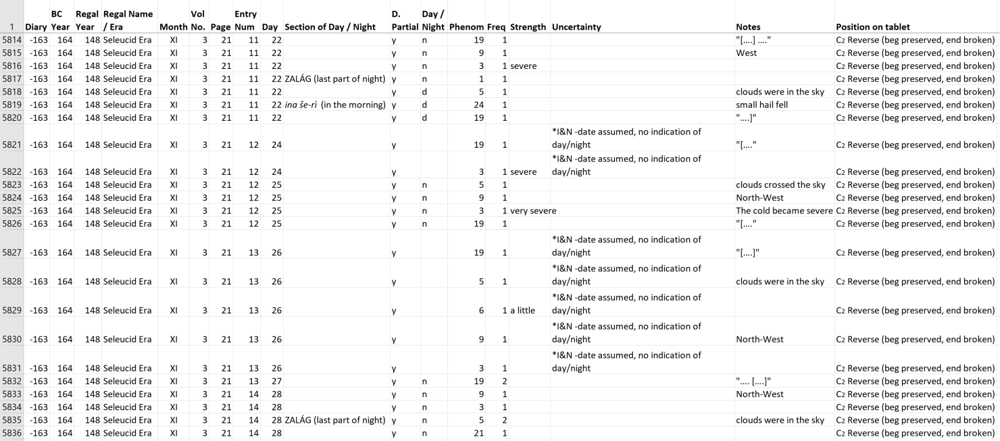 BC Regal Regal Name Vol Entry D. Day /
1 Diary Year Year / Era Month No. Page Num Day Section of Day / Night Partial Night Phenom Freq Strength Uncertainty Notes Position on tablet
5814 -163 164 148 Seleucid Era XI 3 21 11 22 y n 19 1 "[....] ...." C2 Reverse (beg preserved, end broken)
5815 -163 164 148 Seleucid Era XI 3 21 11 22 y n 9 1 West C2 Reverse (beg preserved, end broken)
5816 -163 164 148 Seleucid Era XI 3 21 11 22 y n 3 1 severe C2 Reverse (beg preserved, end broken)
5817 -163 164 148 Seleucid Era XI 3 21 11 22 ZALÁG (last part of night) y n 1 1 C2 Reverse (beg preserved, end broken)
5818 -163 164 148 Seleucid Era XI 3 21 11 22 y d 5 1 clouds were in the sky C2 Reverse (beg preserved, end broken)
5819 -163 164 148 Seleucid Era XI 3 21 11 22 ina še-rì (in the morning) y d 24 1 small hail fell C2 Reverse (beg preserved, end broken)
5820 -163 164 148 Seleucid Era XI 3 21 11 22 y d 19 1 "....]" C2 Reverse (beg preserved, end broken)
*I&N -date assumed, no indication of
5821 -163 164 148 Seleucid Era XI 3 21 12 24 y 19 1 day/night "[...." C2 Reverse (beg preserved, end broken)
*I&N -date assumed, no indication of
5822 -163 164 148 Seleucid Era XI 3 21 12 24 y 3 1 severe day/night C2 Reverse (beg preserved, end broken)
5823 -163 164 148 Seleucid Era XI 3 21 12 25 y n 5 1 clouds crossed the sky C2 Reverse (beg preserved, end broken)
5824 -163 164 148 Seleucid Era XI 3 21 12 25 y n 9 1 North-West C2 Reverse (beg preserved, end broken)
5825 -163 164 148 Seleucid Era XI 3 21 12 25 y n 3 1 very severe The cold became severe C2 Reverse (beg preserved, end broken)
5826 -163 164 148 Seleucid Era XI 3 21 12 25 y n 19 1 "[...." C2 Reverse (beg preserved, end broken)
*I&N -date assumed, no indication of
5827 -163 164 148 Seleucid Era XI 3 21 13 26 y 19 1 day/night "[....]" C2 Reverse (beg preserved, end broken)
*I&N -date assumed, no indication of
5828 -163 164 148 Seleucid Era XI 3 21 13 26 y 5 1 day/night clouds were in the sky C2 Reverse (beg preserved, end broken)
*I&N -date assumed, no indication of
5829 -163 164 148 Seleucid Era XI 3 21 13 26 y 6 1 a little day/night C2 Reverse (beg preserved, end broken)
*I&N -date assumed, no indication of
5830 -163 164 148 Seleucid Era XI 3 21 13 26 y 9 1 day/night North-West C2 Reverse (beg preserved, end broken)
*I&N -date assumed, no indication of
5831 -163 164 148 Seleucid Era XI 3 21 13 26 y 3 1 day/night C2 Reverse (beg preserved, end broken)
5832 -163 164 148 Seleucid Era XI 3 21 13 27 y n 19 2 ".... [....]" C2 Reverse (beg preserved, end broken)
5833 -163 164 148 Seleucid Era XI 3 21 14 28 y n 9 1 North-West C2 Reverse (beg preserved, end broken)
5834 -163 164 148 Seleucid Era XI 3 21 14 28 y n 3 1 C2 Reverse (beg preserved, end broken)
5835 -163 164 148 Seleucid Era XI 3 21 14 28 ZALÁG (last part of night) y n 5 2 clouds were in the sky C2 Reverse (beg preserved, end broken)
5836 -163 164 148 Seleucid Era XI 3 21 14 28 y n 21 1 C2 Reverse (beg preserved, end broken)